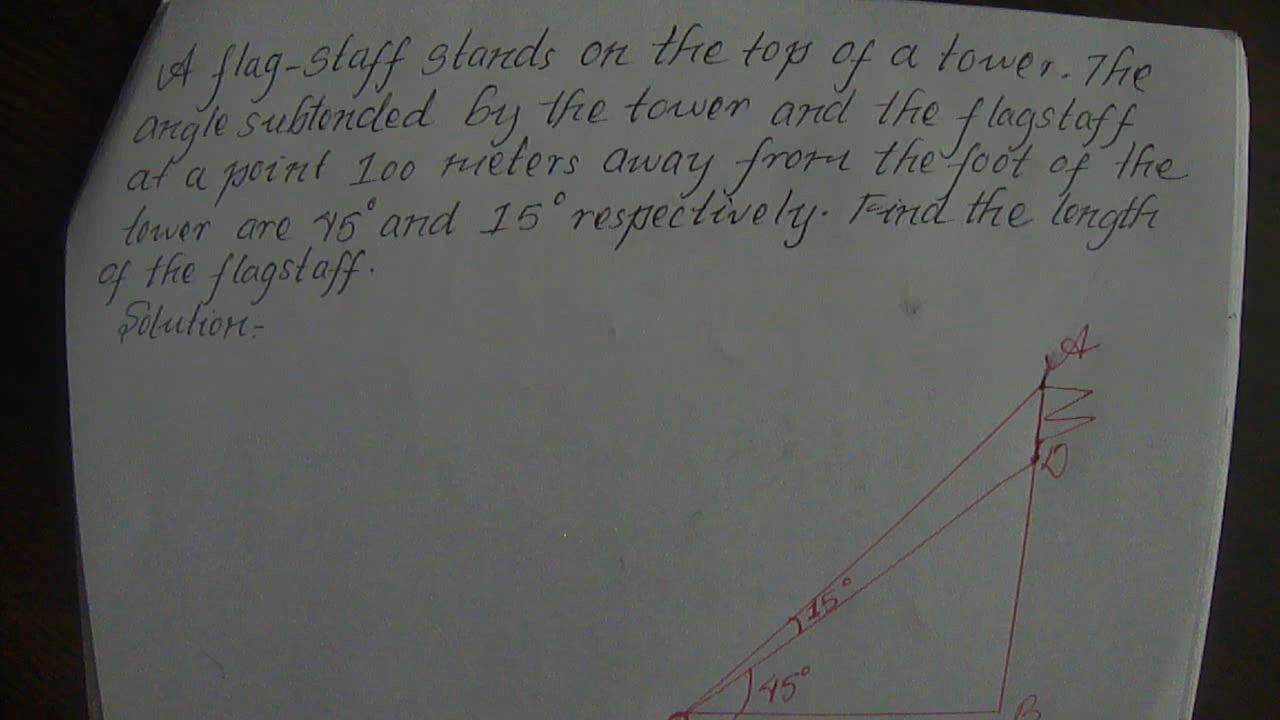 A flag-staff stands on the top of a tower. The
angle subtended by the tower and the flagstaff
at a point 100 meters away from the foot of the
tower are 45° and 15° respectively. Find the length
of the flagstaff.
Solution:-
A
D
15°
45°
B